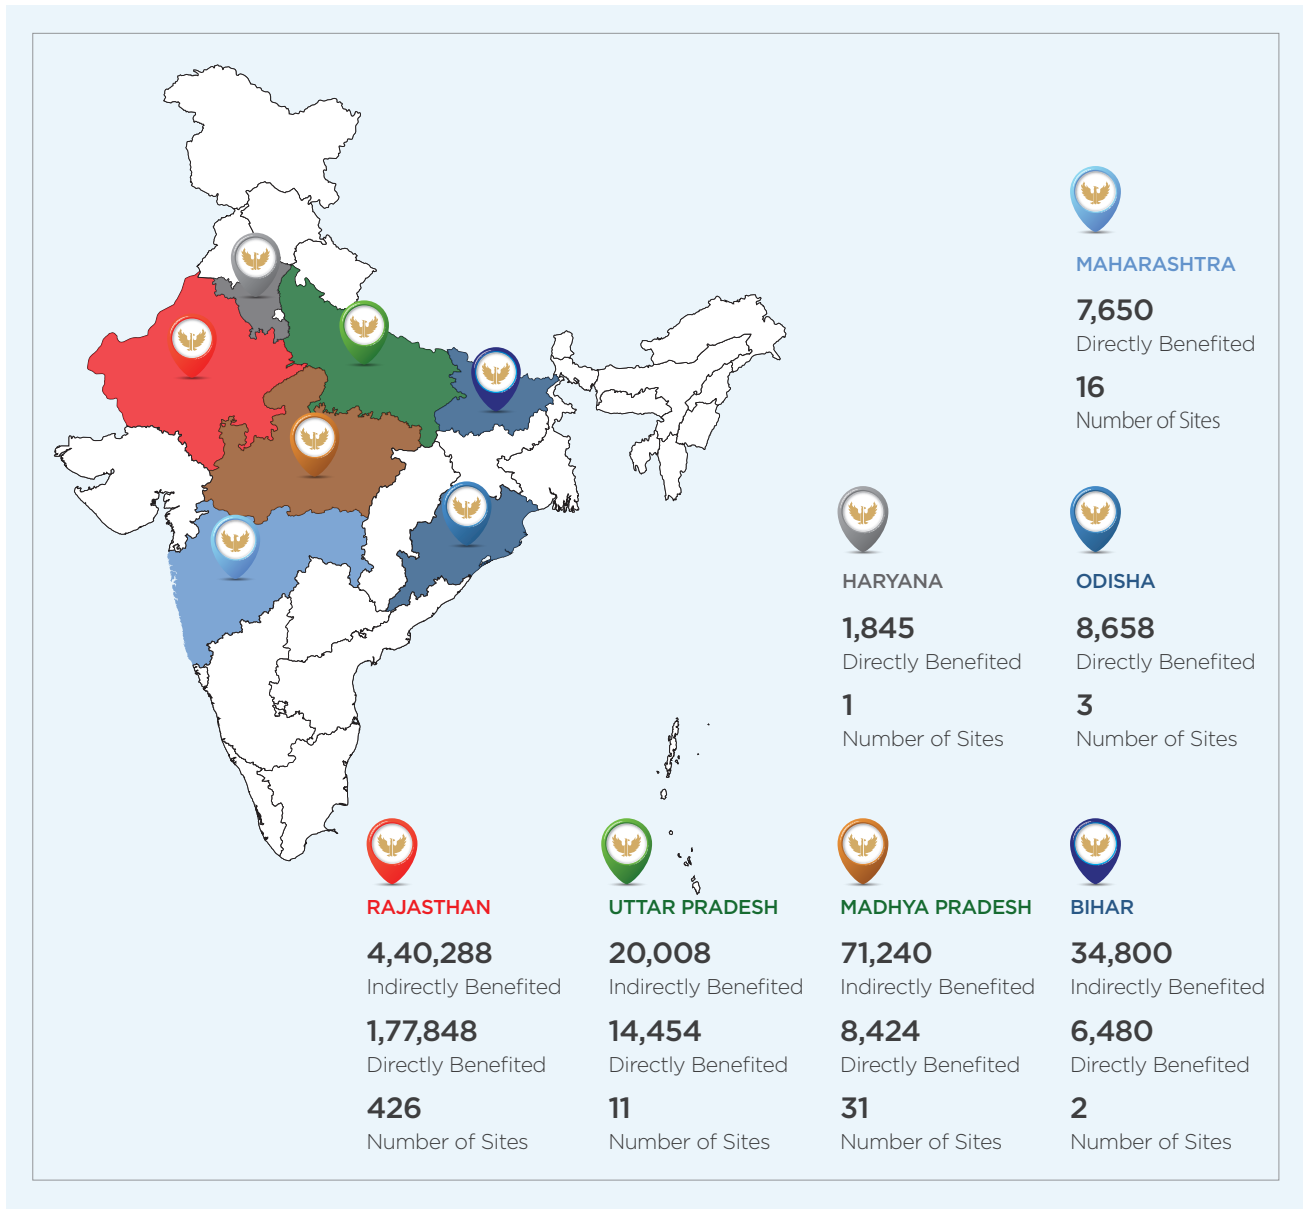 MAHARASHTRA
7,650
Directly Benefited
16
Number of Sites
HARYANA
1,845
Directly Benefited
1
Number of Sites
ODISHA
8,658
Directly Benefited
3
Number of Sites
RAJASTHAN
4,40,288
Indirectly Benefited
1,77,848
Directly Benefited
426
Number of Sites
UTTAR PRADESH
20,008
Indirectly Benefited
14,454
Directly Benefited
11
Number of Sites
MADHYA PRADESH
71,240
Indirectly Benefited
8,424
Directly Benefited
31
Number of Sites
BIHAR
34,800
Indirectly Benefited
6,480
Directly Benefited
2
Number of Sites